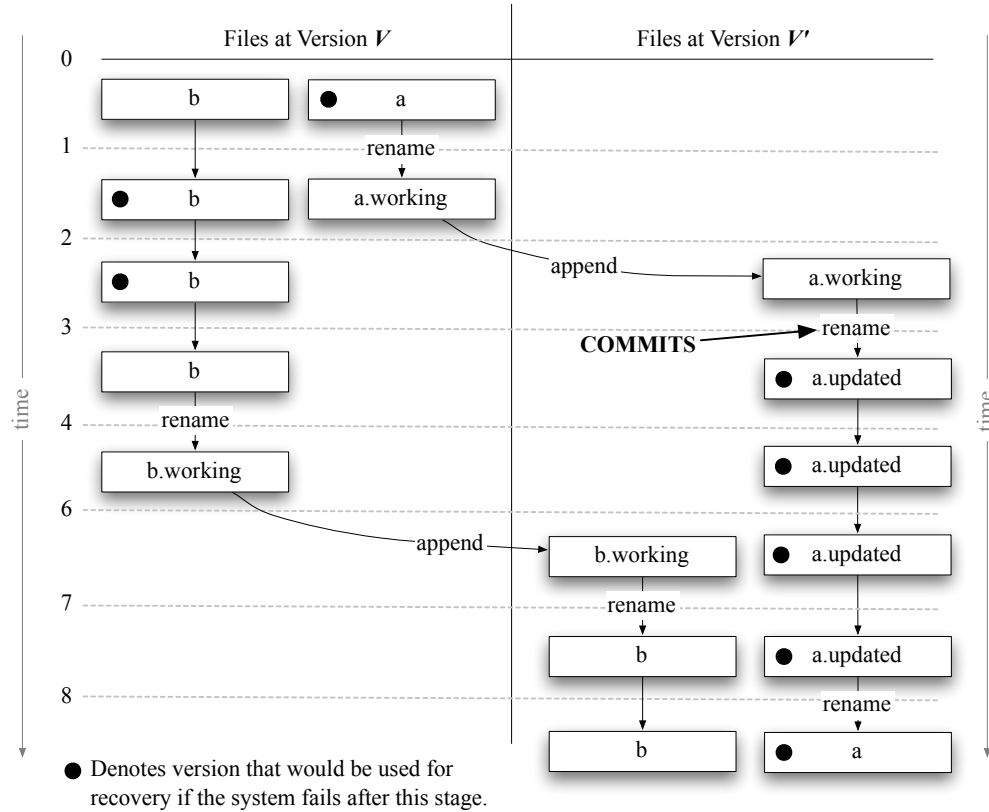 Files at Version V
Files at Version V'
0
b
a
rename
1
b
a.working
2
append
b
a.working
3
rename
COMMITS
b
a.updated
time
time
rename
4
b.working
a.updated
6
append
b.working
a.updated
rename
7
b
a.updated
8
rename
b
a
Denotes version that would be used for
recovery if the system fails after this stage.